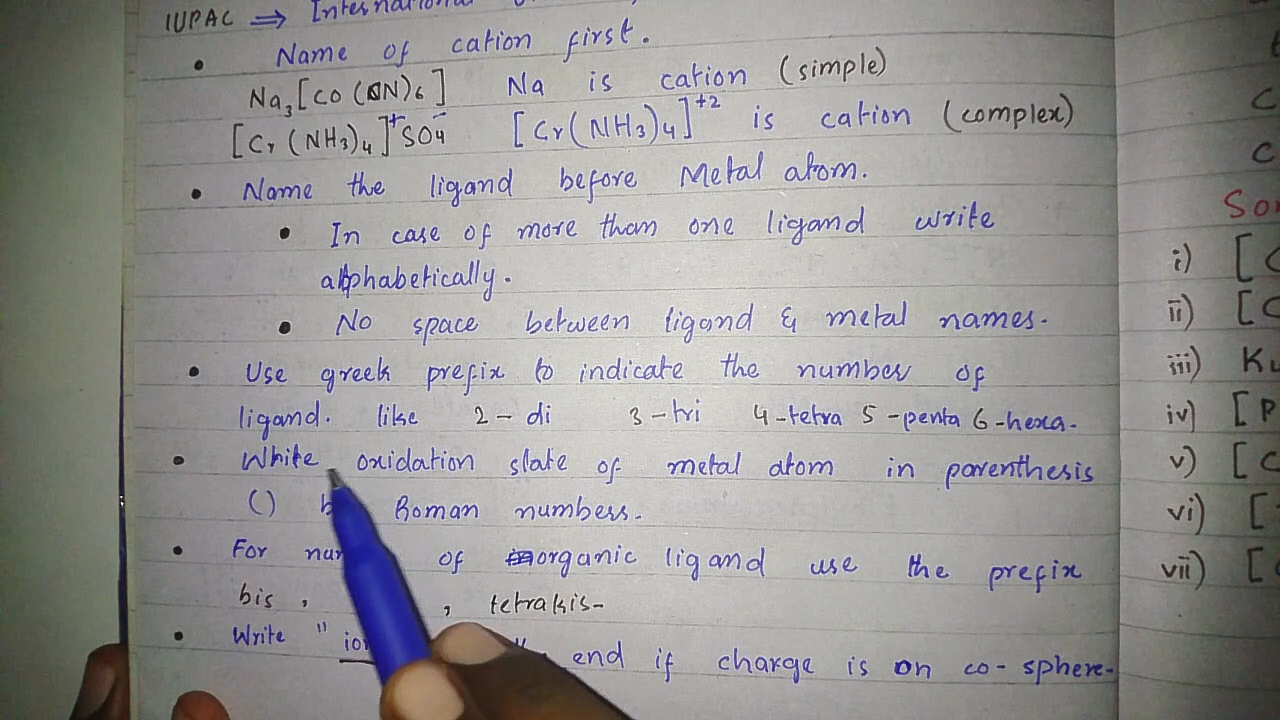 IUPAC ⇒ International
• Name of cation first.
Na₃[CO(CN)₆] Na is cation (simple)
[Cr(NH₃)₄]⁺SO₄⁻ [Cr(NH₃)₄]⁺² is cation (complex)
• Name the ligand before Metal atom.
• In case of more than one ligand write
alphabetically.
• No space between ligand & metal names.
• Use greek prefix to indicate the number of
ligand. like 2-di 3-tri 4-tetra 5-penta 6-hexa.
• White oxidation state of metal atom in parenthesis
() Roman numbers.
• For of organic ligand use the prefix
bis, , tetrakis-
• Write " end if charge is on co-sphere.
i) [
ii) [
iii)
iv) [P
v) [
vi) [
vii) [